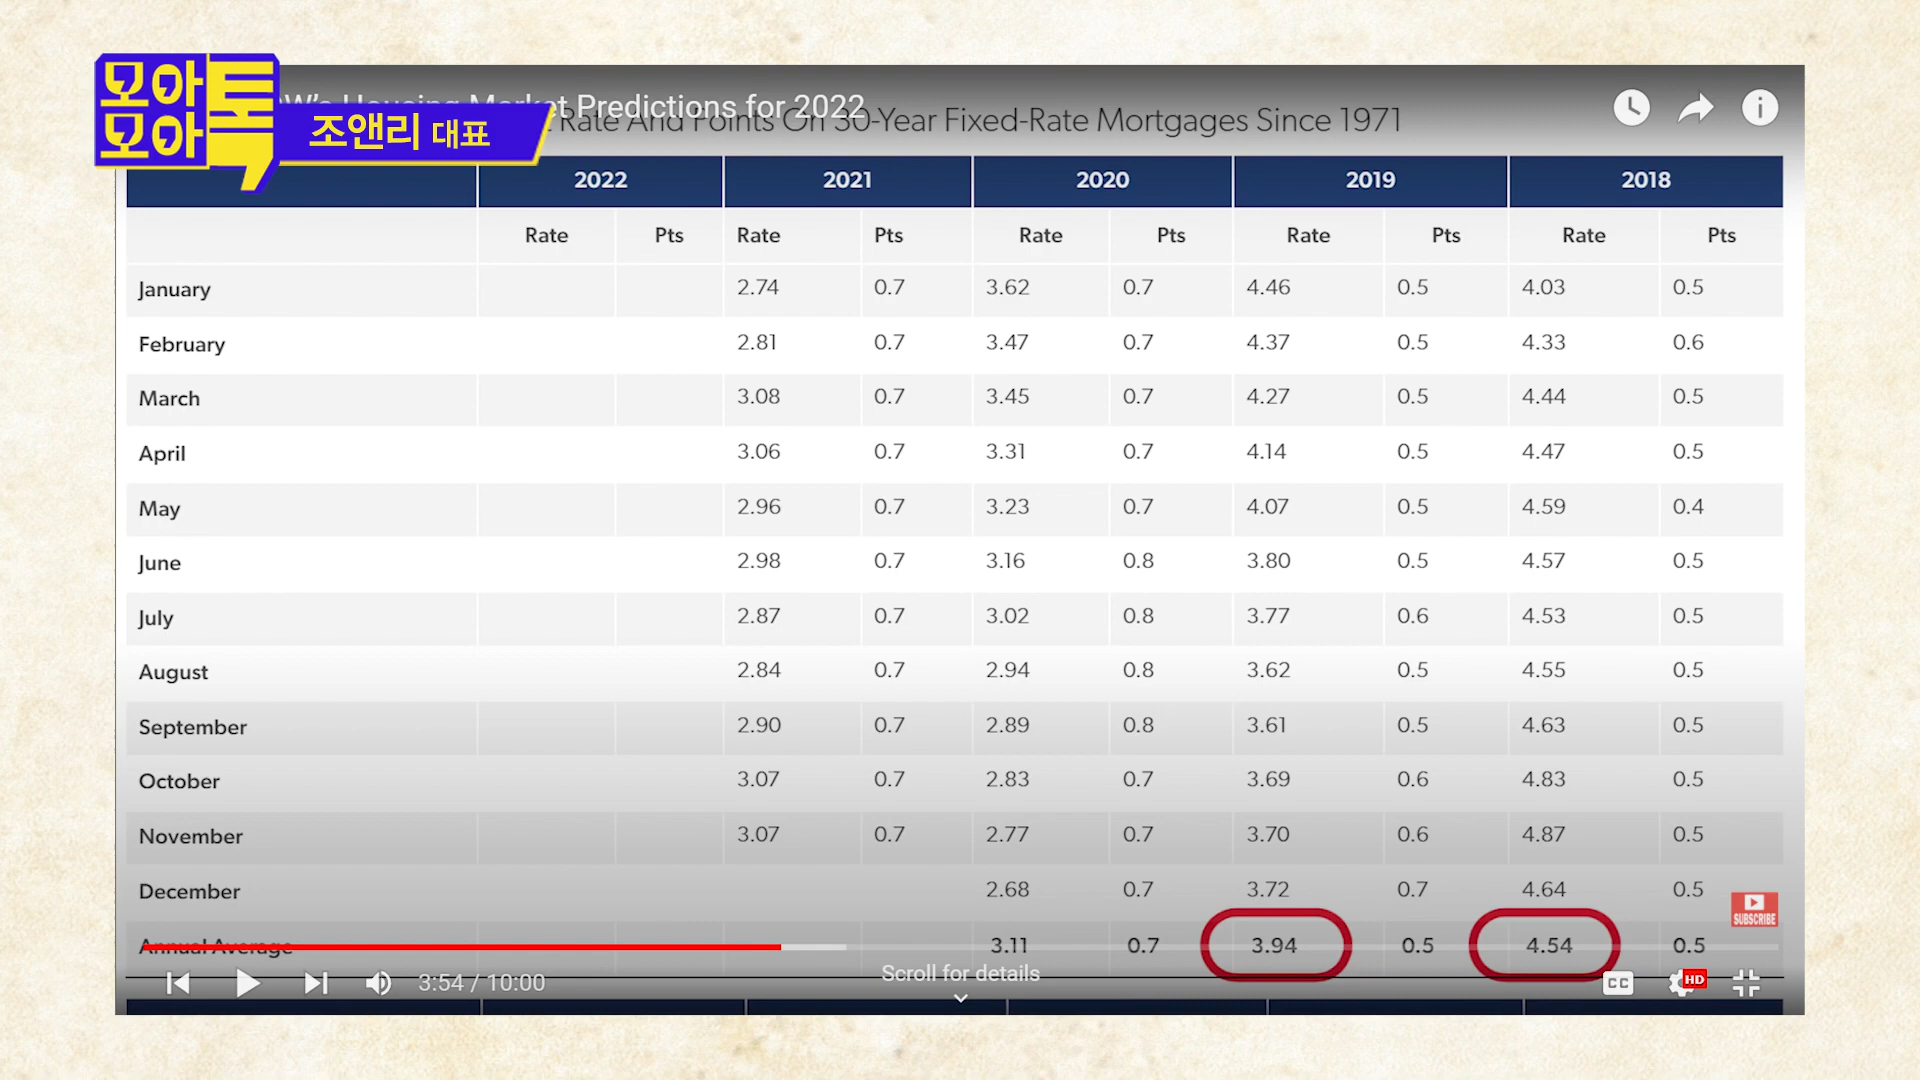 모아
모아
톡
조앤리 대표
W's Housing Market Predictions for 2022
Rate And Points On 30-Year Fixed-Rate Mortgages Since 1971
2022 2021 2020 2019 2018
Rate Pts Rate Pts Rate Pts Rate Pts Rate Pts
January 2.74 0.7 3.62 0.7 4.46 0.5 4.03 0.5
February 2.81 0.7 3.47 0.7 4.37 0.5 4.33 0.6
March 3.08 0.7 3.45 0.7 4.27 0.5 4.44 0.5
April 3.06 0.7 3.31 0.7 4.14 0.5 4.47 0.5
May 2.96 0.7 3.23 0.7 4.07 0.5 4.59 0.4
June 2.98 0.7 3.16 0.8 3.80 0.5 4.57 0.5
July 2.87 0.7 3.02 0.8 3.77 0.6 4.53 0.5
August 2.84 0.7 2.94 0.8 3.62 0.5 4.55 0.5
September 2.90 0.7 2.89 0.8 3.61 0.5 4.63 0.5
October 3.07 0.7 2.83 0.7 3.69 0.6 4.83 0.5
November 3.07 0.7 2.77 0.7 3.70 0.6 4.87 0.5
December 2.68 0.7 3.72 0.7 4.64 0.5
SUBSCRIBE
Annual Average 3.11 0.7 3.94 0.5 4.54 0.5
3:54 / 10:00
Scroll for details
CC
HD